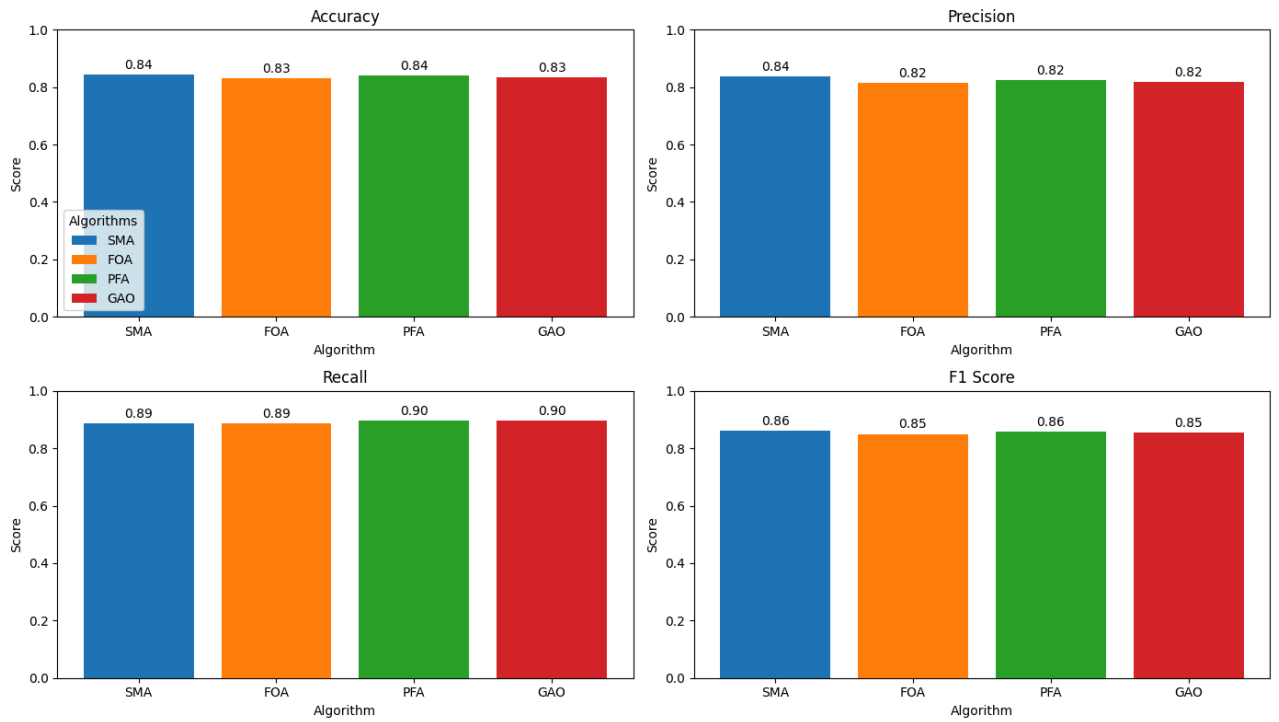 Accuracy
1.0
0.8
0.6
0.4
0.2
0.0
Score
0.84
0.83
0.84
0.83
Algorithms
SMA
FOA
PFA
GAO
SMA FOA PFA GAO
Algorithm
Precision
1.0
0.8
0.6
0.4
0.2
0.0
Score
0.84
0.82
0.82
0.82
SMA FOA PFA GAO
Algorithm
Recall
1.0
0.8
0.6
0.4
0.2
0.0
Score
0.89
0.89
0.90
0.90
SMA FOA PFA GAO
Algorithm
F1 Score
1.0
0.8
0.6
0.4
0.2
0.0
Score
0.86
0.85
0.86
0.85
SMA FOA PFA GAO
Algorithm